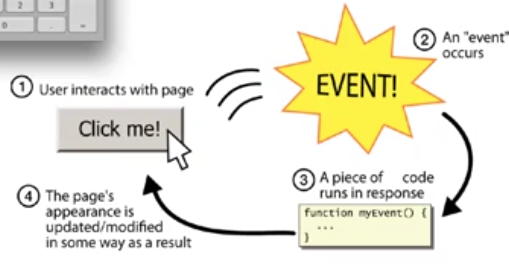 2 3
0 . =
1 User interacts with page
Click me!
EVENT!
2 An "event"
occurs
3 A piece of code
runs in response
function myEvent() {
...
}
4 The page's
appearance is
updated/modified
in some way as a result